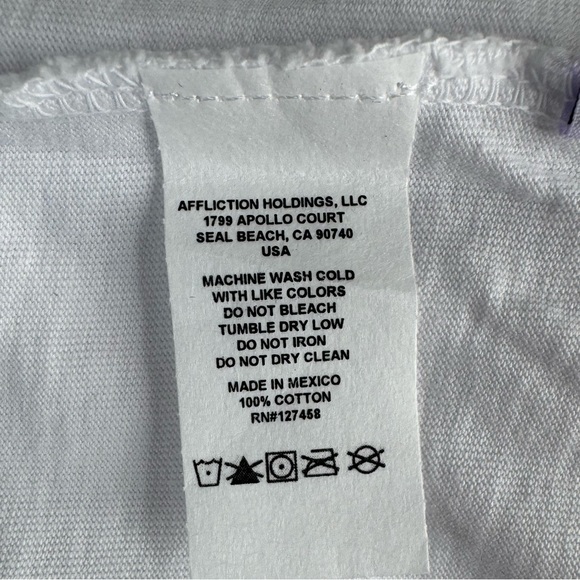 AFFLICTION HOLDINGS, LLC
1799 APOLLO COURT
SEAL BEACH, CA 90740
USA
MACHINE WASH COLD
WITH LIKE COLORS
DO NOT BLEACH
TUMBLE DRY LOW
DO NOT IRON
DO NOT DRY CLEAN
MADE IN MEXICO
100% COTTON
RN#127458